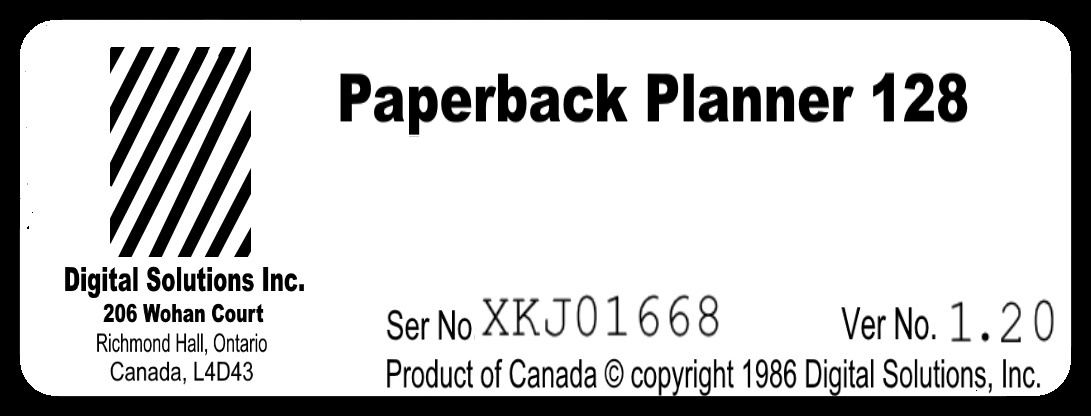 Paperback Planner 128
Digital Solutions Inc.
206 Wohan Court
Richmond Hall, Ontario
Canada, L4D43
Ser No XKJ01668 Ver No. 1.20
Product of Canada © copyright 1986 Digital Solutions, Inc.